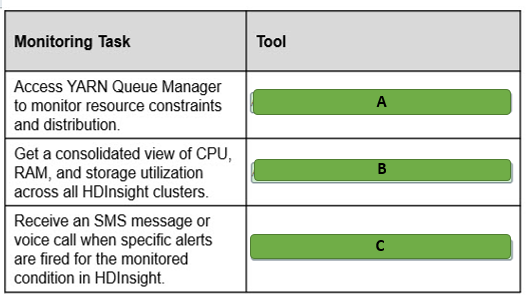 Monitoring Task
Tool
Access YARN Queue Manager
to monitor resource constraints
and distribution.
A
Get a consolidated view of CPU,
RAM, and storage utilization
across all HDInsight clusters.
B
Receive an SMS message or
voice call when specific alerts
are fired for the monitored
condition in HDInsight.
C